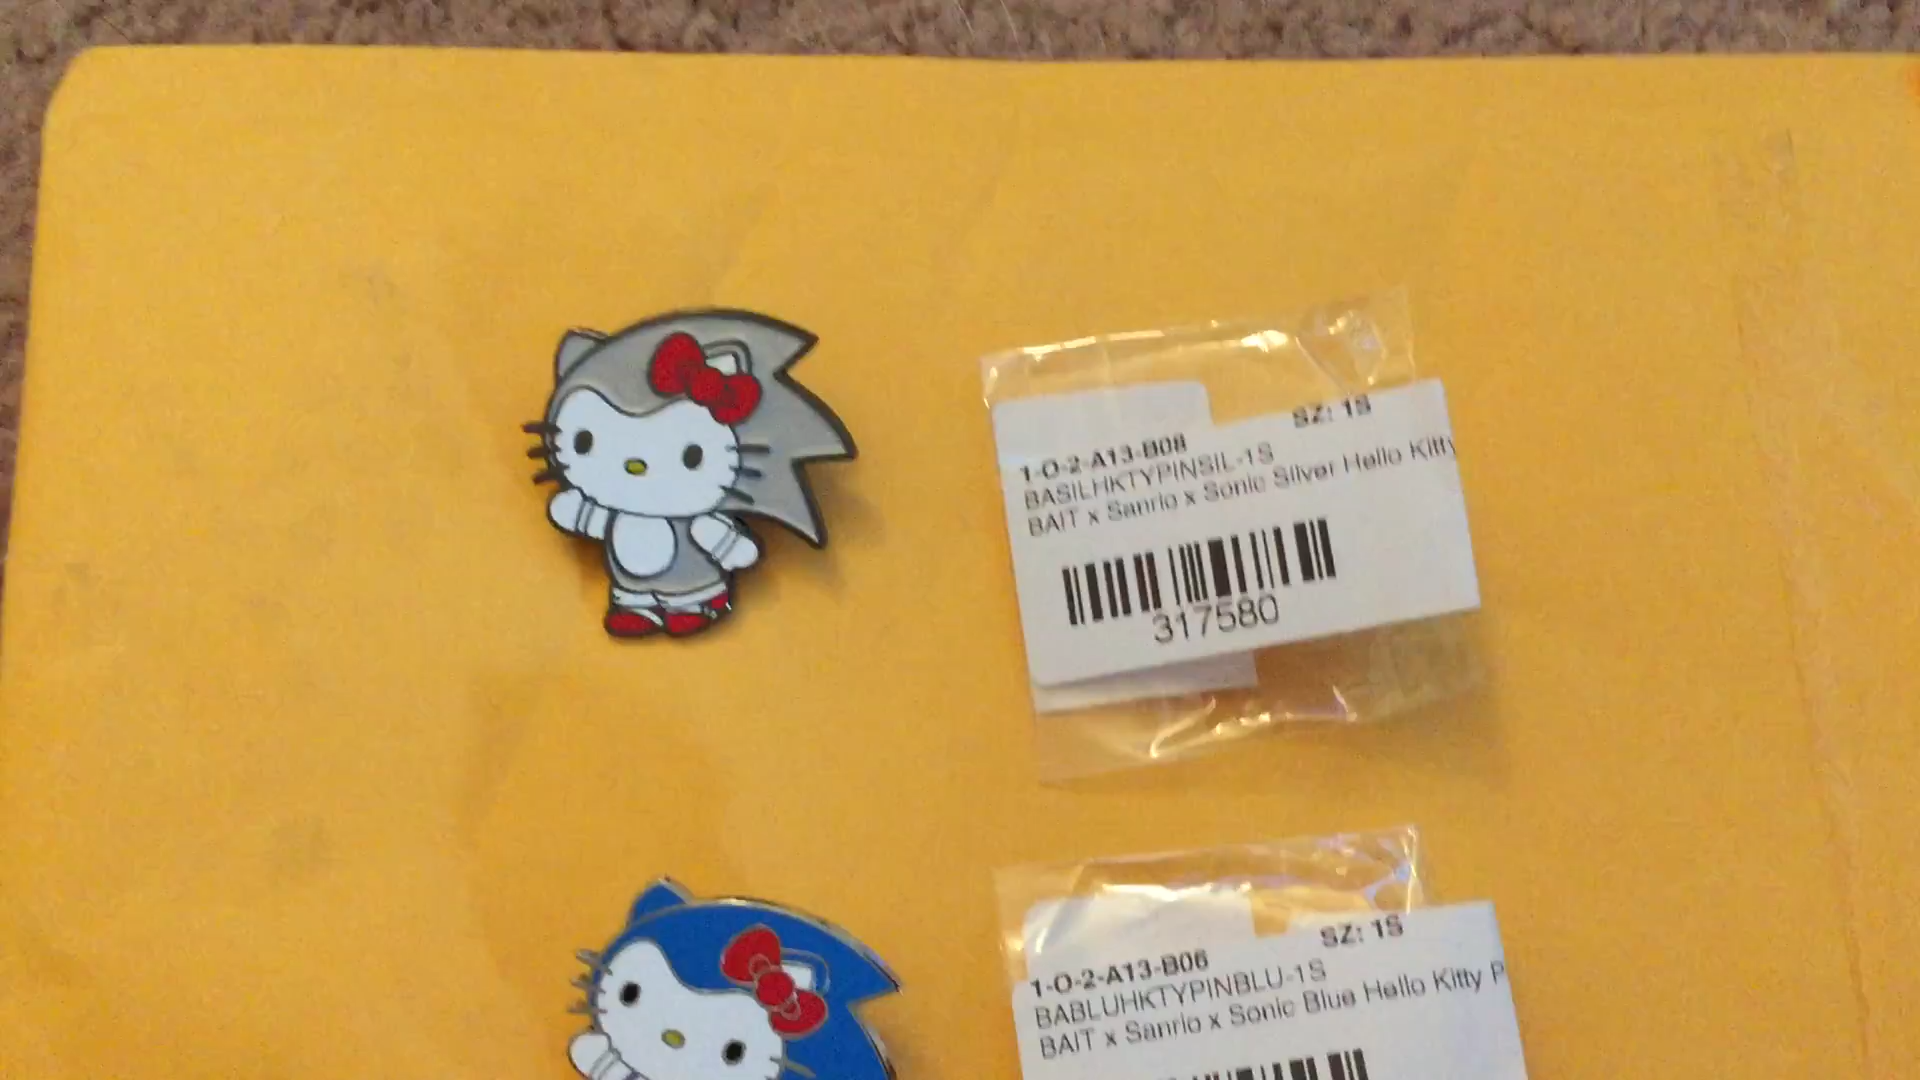 SZ: 1S
1-O-2-A13-B08
BASILHKTYPINSIL-1S
BAIT x Sanrio x Sonic Silver Hello Kitty
317580
SZ: 1S
1-O-2-A13-B06
BABLUHKTYPINBLU-1S
BAIT x Sanrio x Sonic Blue Hello Kitty P